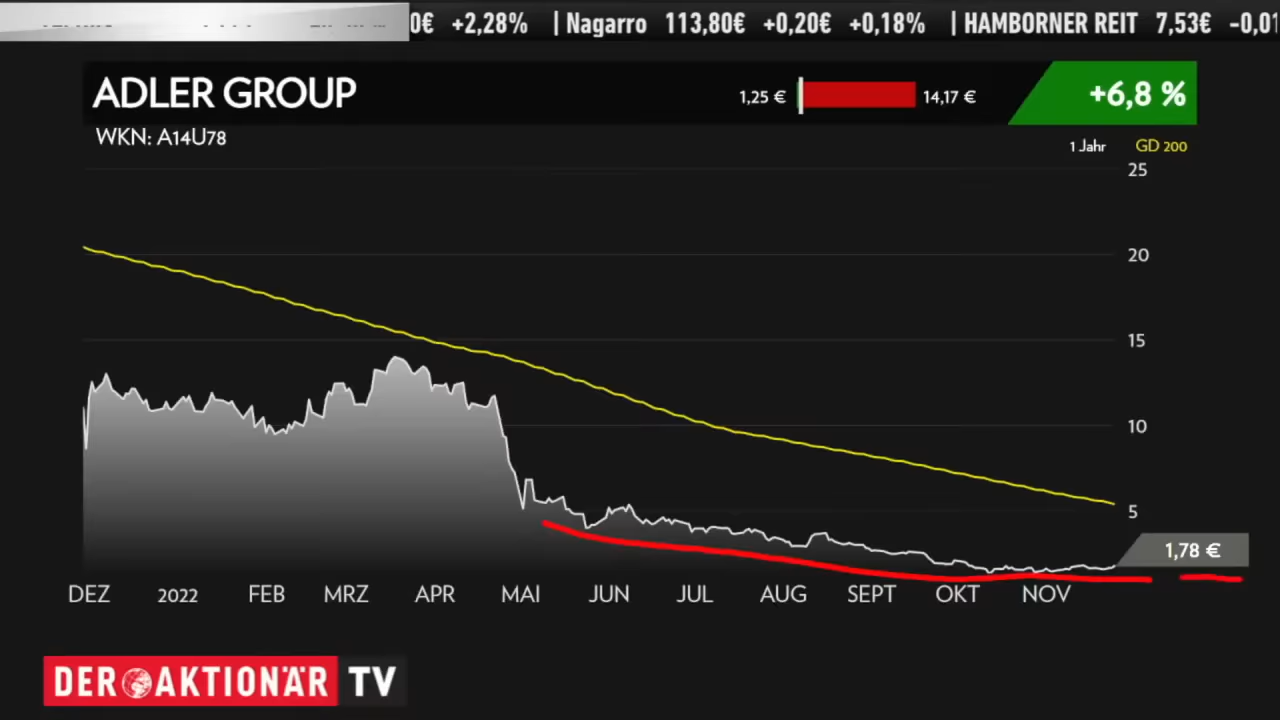 0€ +2,28% | Nagarro 113,80€ +0,20€ +0,18% | HAMBORNER REIT 7,53€ -0,01
ADLER GROUP
1,25 € 14,17 € +6,8 %
WKN: A14U78
1 Jahr GD 200
25
20
15
10
5
1,78 €
DEZ 2022 FEB MRZ APR MAI JUN JUL AUG SEPT OKT NOV
DER AKTIONÄR TV